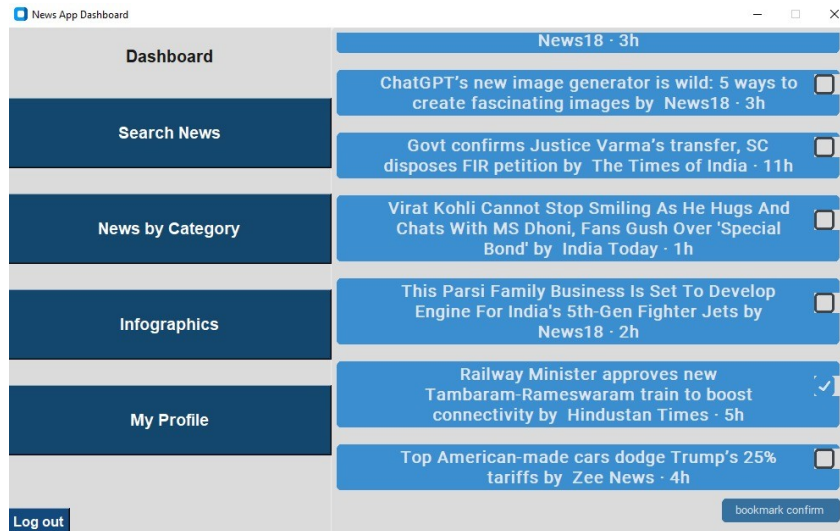 News App Dashboard
Dashboard
Search News
News by Category
Infographics
My Profile
Log out
News18 · 3h
ChatGPT’s new image generator is wild: 5 ways to
create fascinating images by  News18 · 3h
Govt confirms Justice Varma’s transfer, SC
disposes FIR petition by  The Times of India · 11h
Virat Kohli Cannot Stop Smiling As He Hugs And
Chats With MS Dhoni, Fans Gush Over 'Special
Bond' by  India Today · 1h
This Parsi Family Business Is Set To Develop
Engine For India's 5th-Gen Fighter Jets by
News18 · 2h
Railway Minister approves new
Tambaram-Rameswaram train to boost
connectivity by  Hindustan Times · 5h
Top American-made cars dodge Trump’s 25%
tariffs by  Zee News · 4h
bookmark confirm